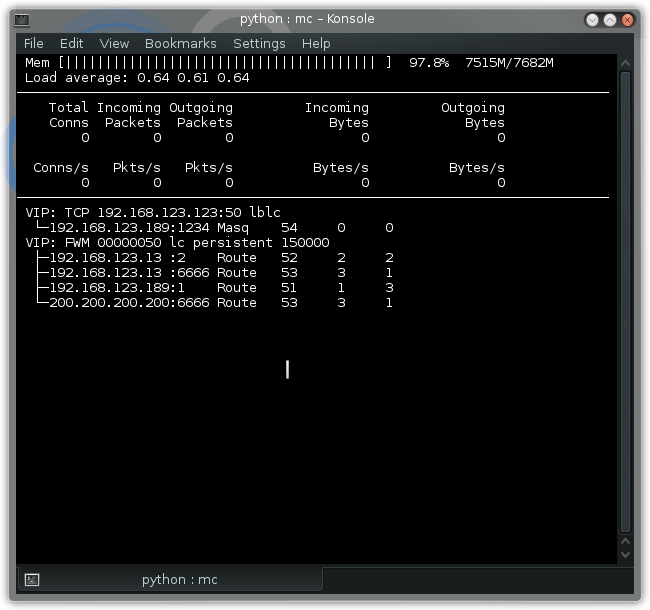 python : mc – Konsole
File Edit View Bookmarks Settings Help
Mem [||||||||||||||||||||||||||||||||||||||| ] 97.8% 7515M/7682M
Load average: 0.64 0.61 0.64
Total Incoming Outgoing Incoming Outgoing
Conns Packets Packets Bytes Bytes
0 0 0 0 0
Conns/s Pkts/s Pkts/s Bytes/s Bytes/s
0 0 0 0 0
VIP: TCP 192.168.123.123:50 lblc
└─192.168.123.189:1234 Masq 54 0 0
VIP: FWM 00000050 lc persistent 150000
├─192.168.123.13 :2 Route 52 2 2
├─192.168.123.13 :6666 Route 53 3 1
├─192.168.123.189:1 Route 51 1 3
└─200.200.200.200:6666 Route 53 3 1
python : mc